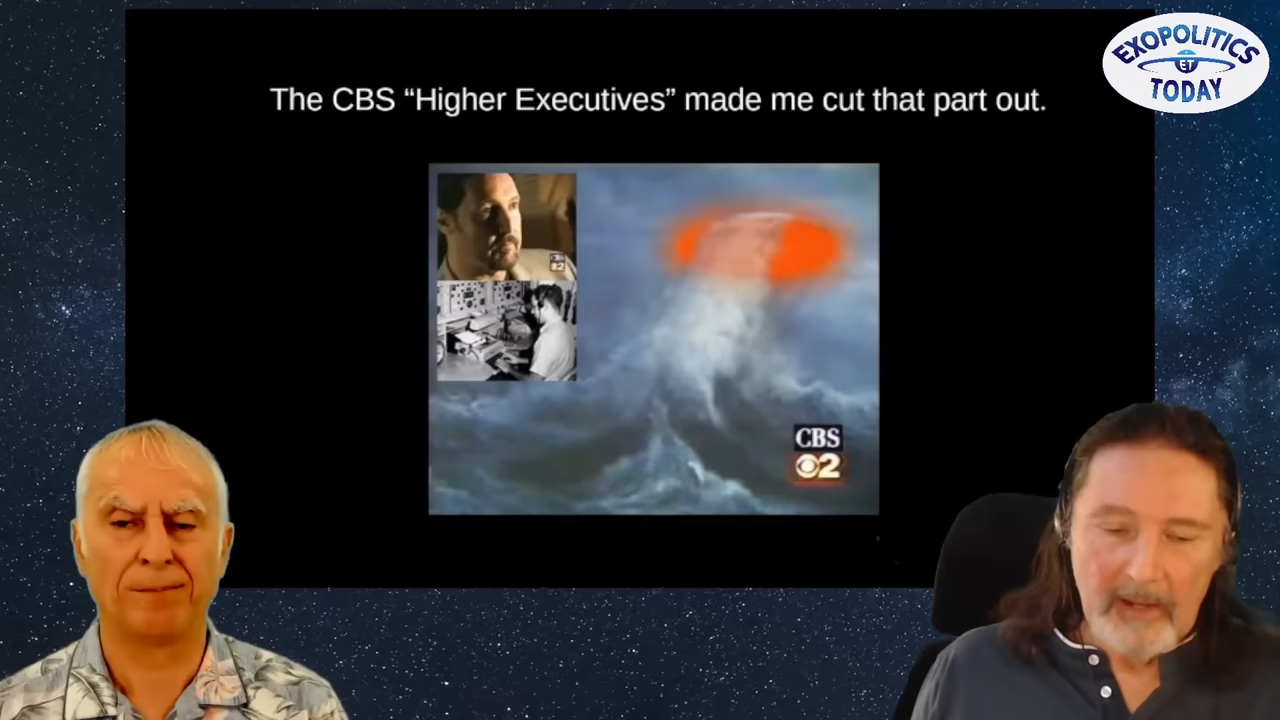 The CBS “Higher Executives” made me cut that part out.
EXOPOLITICS
ET
TODAY
CBS
2